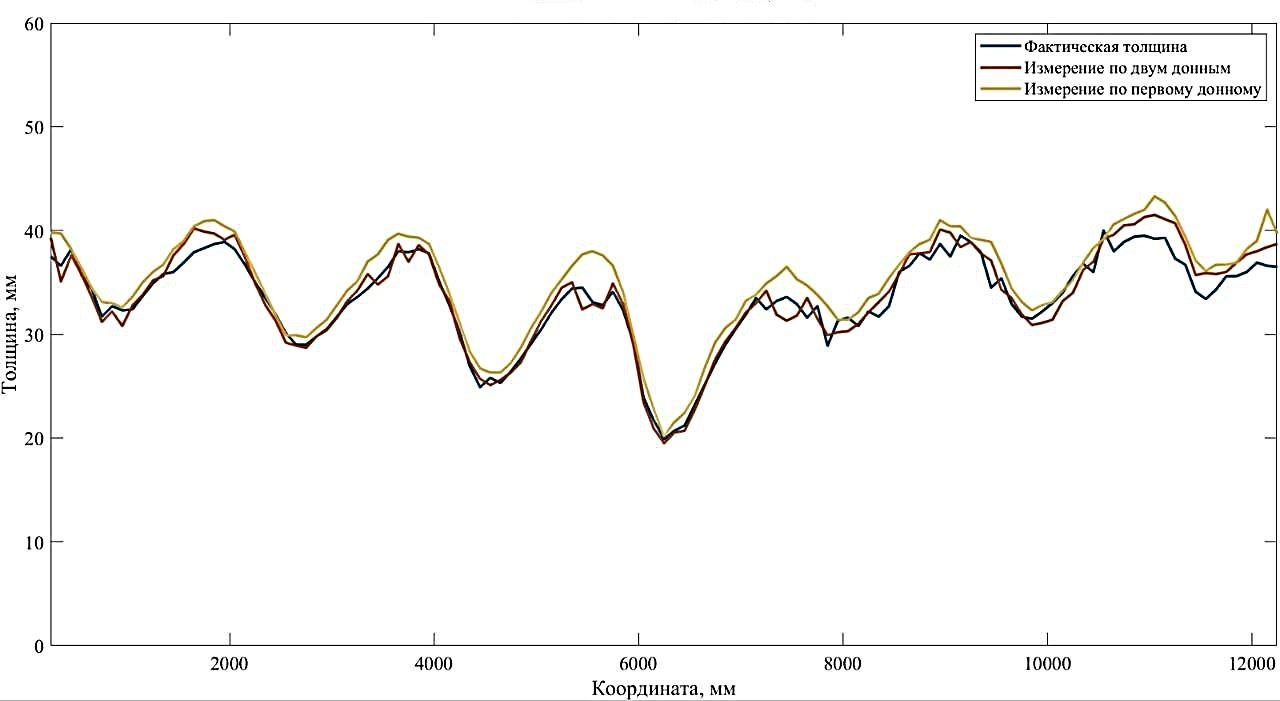 60
50
40
30
20
10
0
Толщина, мм
Фактическая толщина
Измерение по двум донным
Измерение по первому донному
2000
4000
6000
8000
10000
12000
Координата, мм